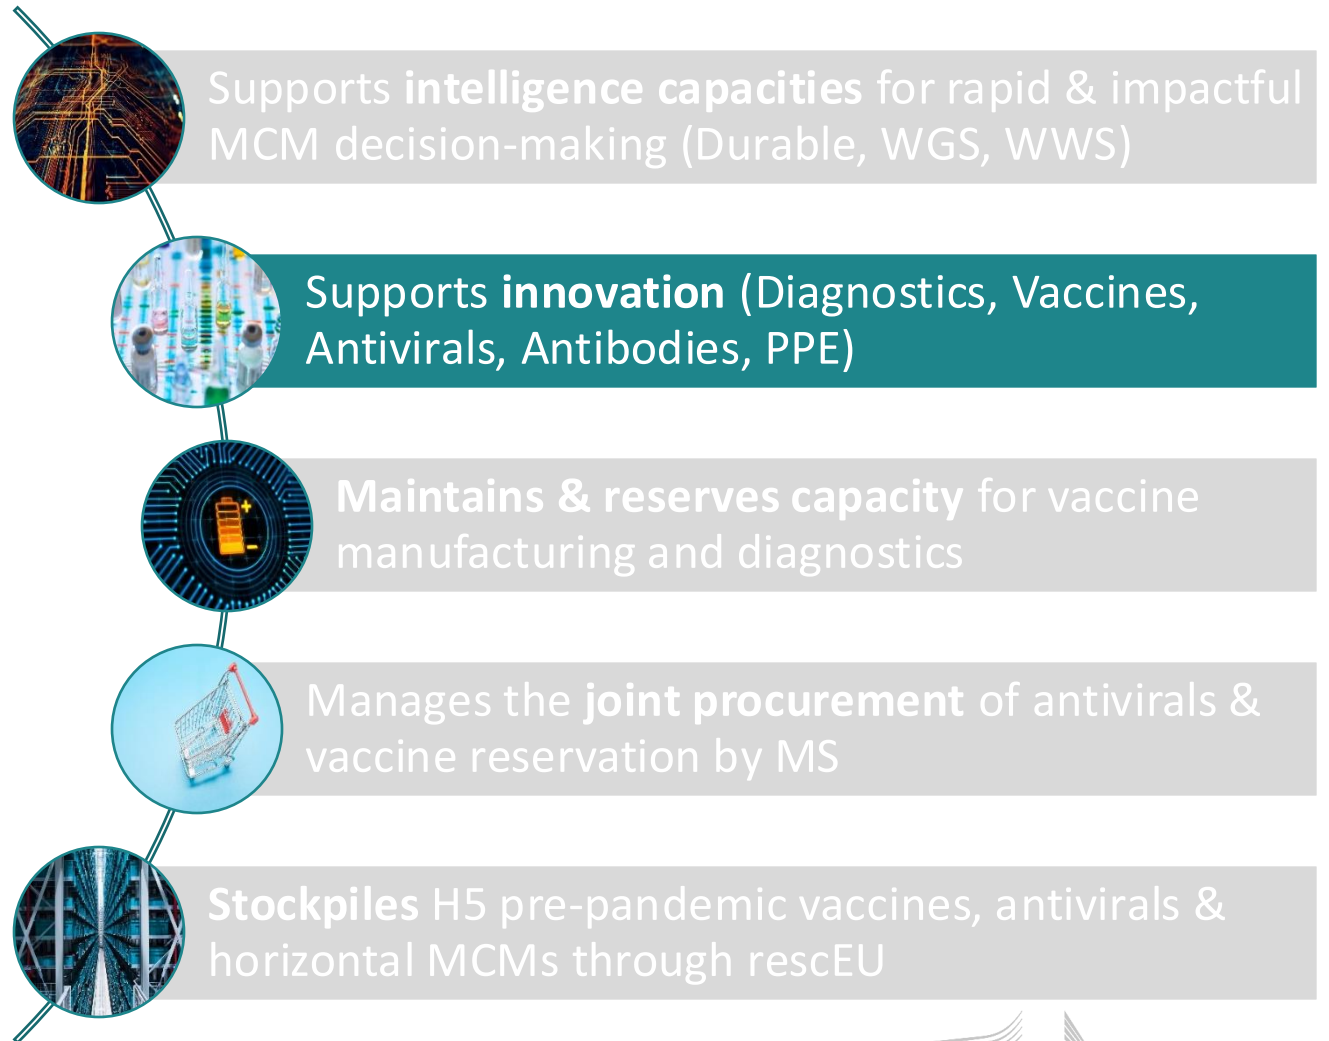 Supports intelligence capacities for rapid & impactful
MCM decision-making (Durable, WGS, WWS)
Supports innovation (Diagnostics, Vaccines,
Antivirals, Antibodies, PPE)
Maintains & reserves capacity for vaccine
manufacturing and diagnostics
Manages the joint procurement of antivirals &
vaccine reservation by MS
Stockpiles H5 pre-pandemic vaccines, antivirals &
horizontal MCMs through rescEU